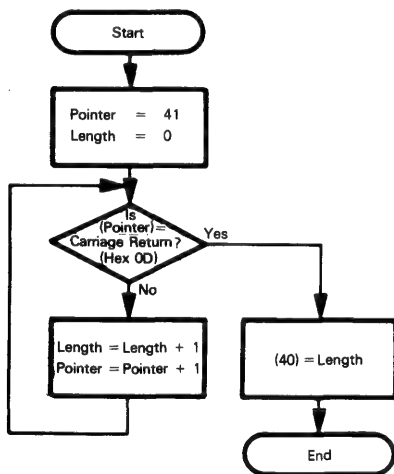 Start
Pointer = 41
Length = 0
Is
(Pointer)=
Carriage Return?
(Hex 0D)
Yes
No
Length = Length + 1
Pointer = Pointer + 1
(40) = Length
End